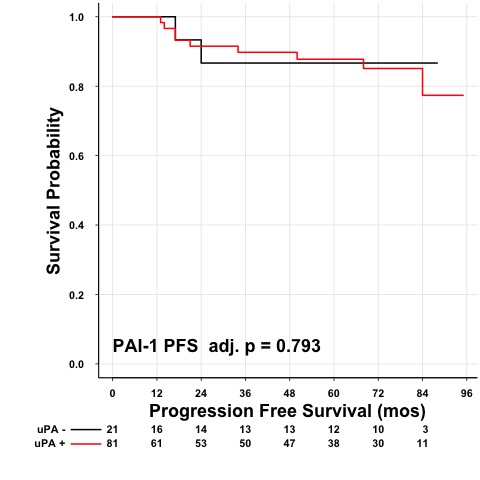 1.0
0.8
0.6
0.4
0.2
0.0
Survival Probability
PAI-1 PFS  adj. p = 0.793
0 12 24 36 48 60 72 84 96
Progression Free Survival (mos)
uPA - 21 16 14 13 13 12 10 3
uPA + 81 61 53 50 47 38 30 11